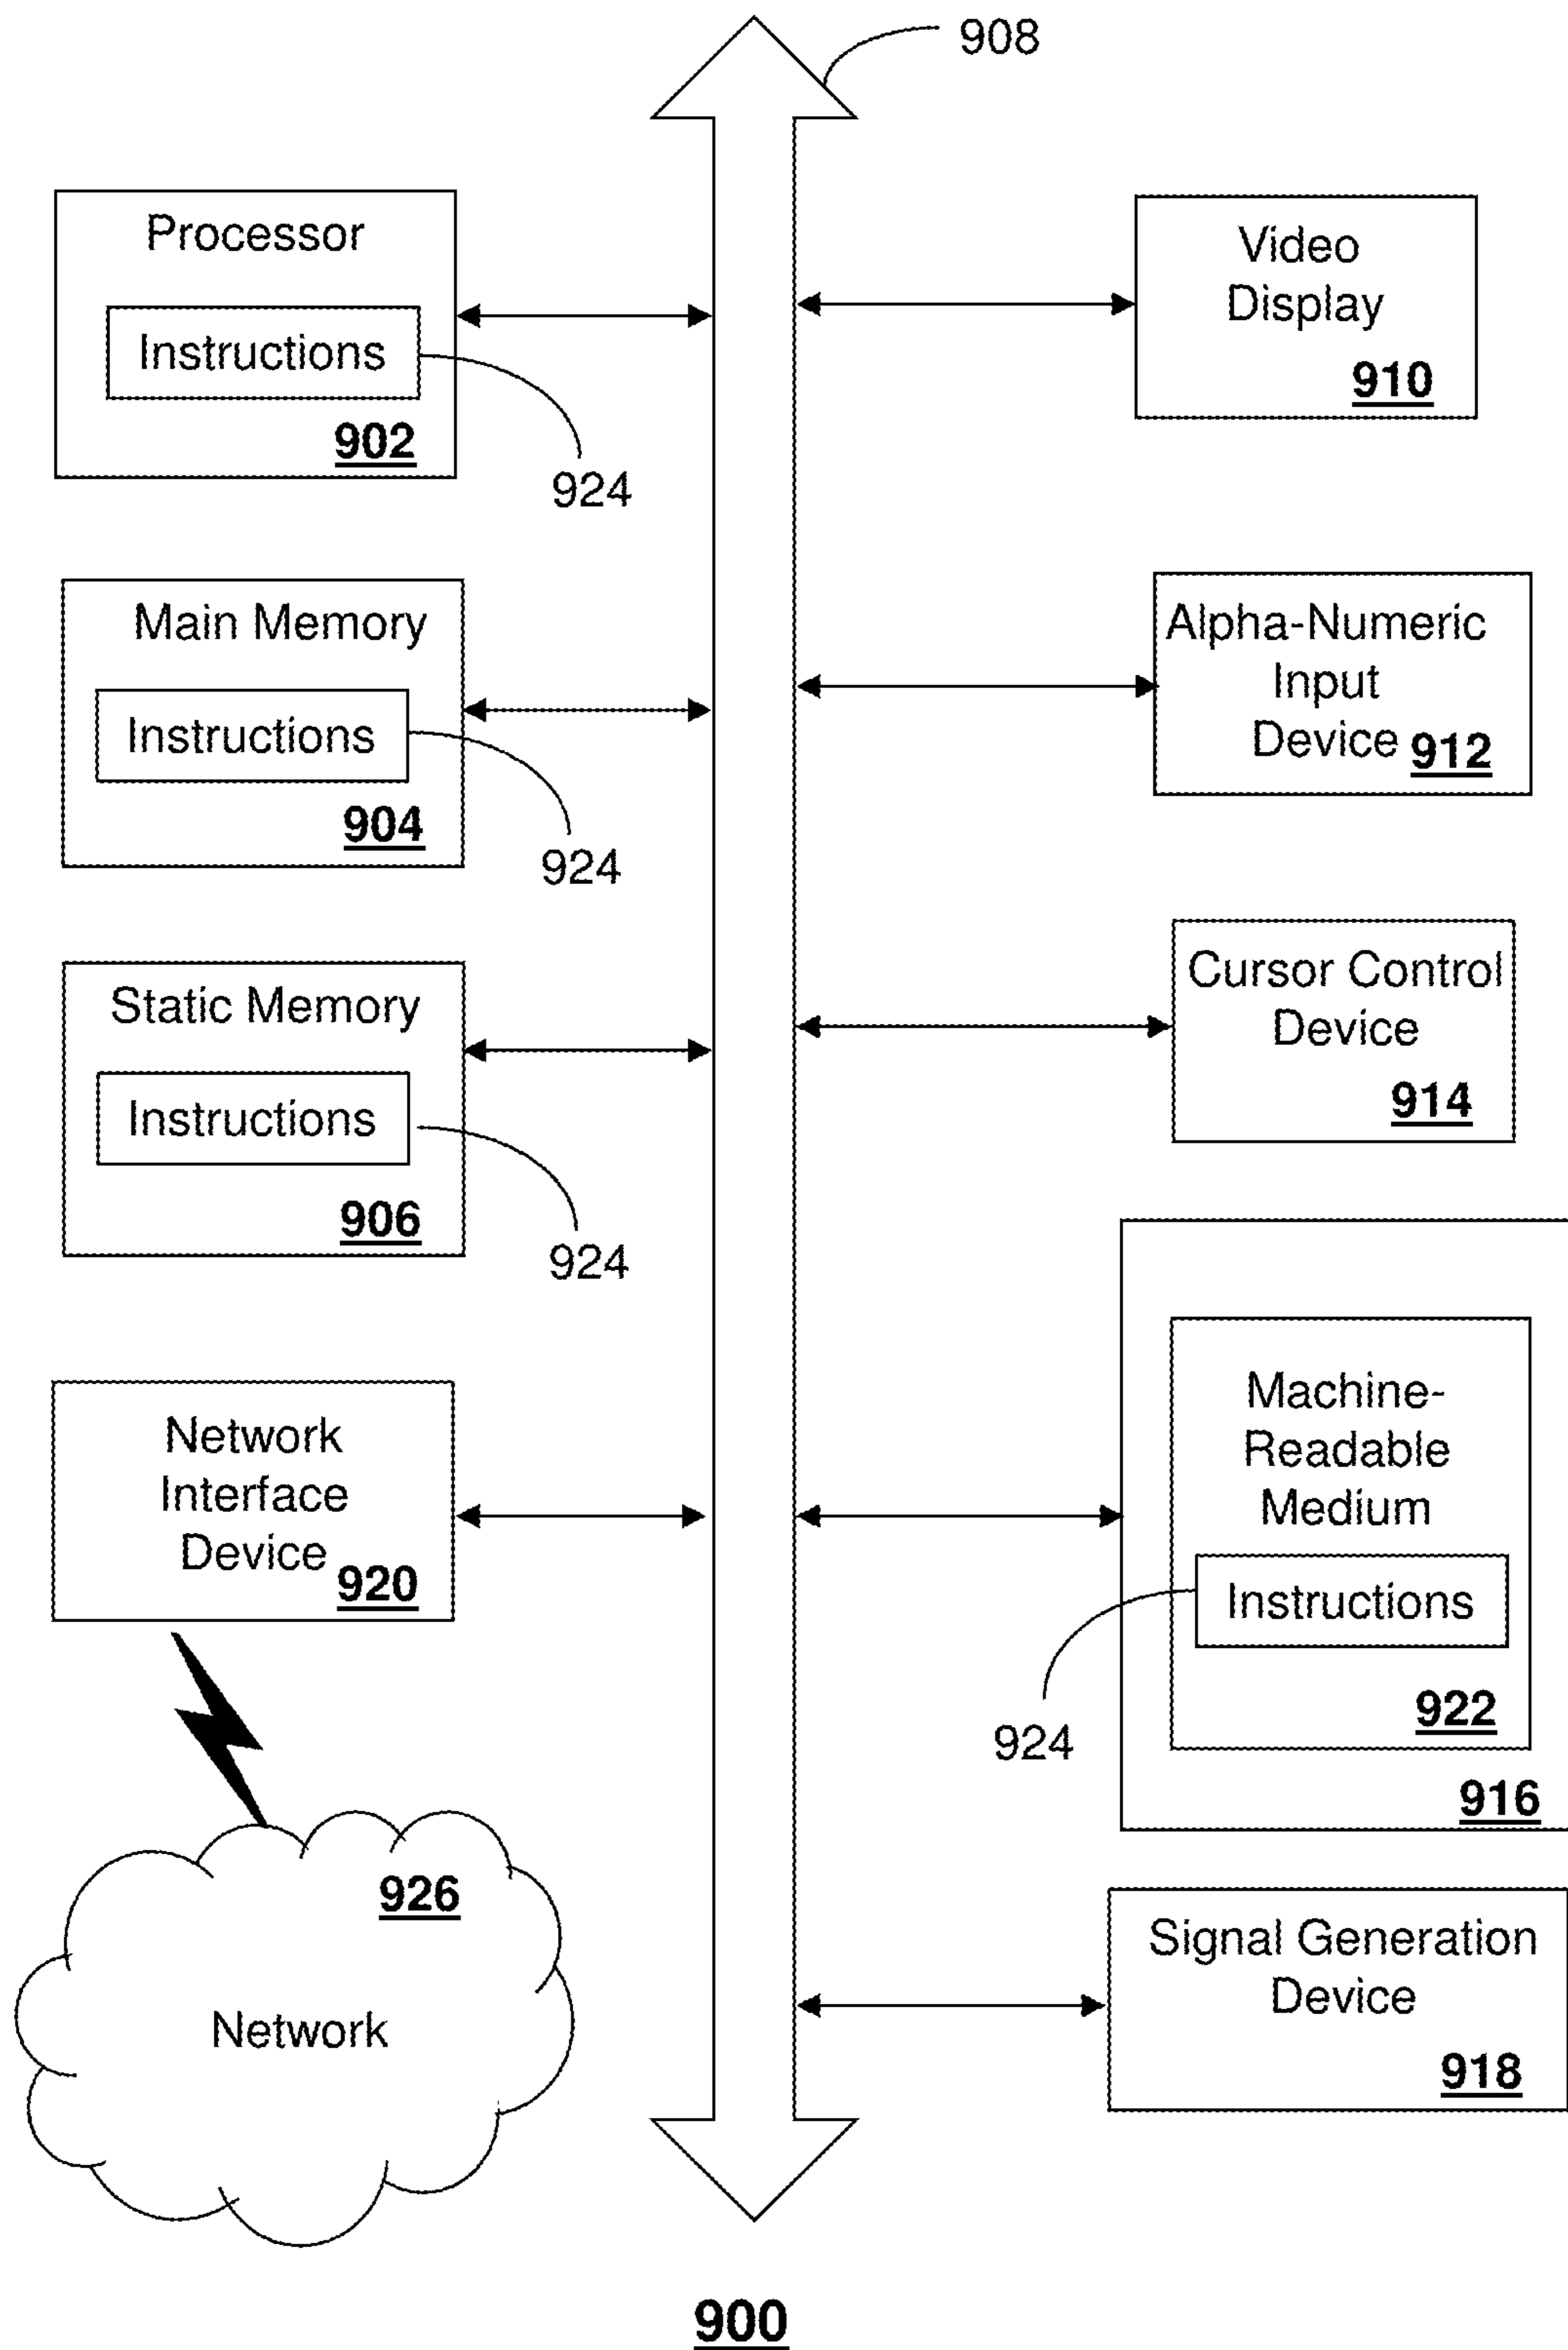 908
Processor
Instructions
902
924
Main Memory
Instructions
904
924
Static Memory
Instructions
906
924
Network
Interface
Device
920
926
Network
Video
Display
910
Alpha-Numeric
Input
Device 912
Cursor Control
Device
914
Machine-
Readable
Medium
Instructions
922
924
916
Signal Generation
Device
918
900